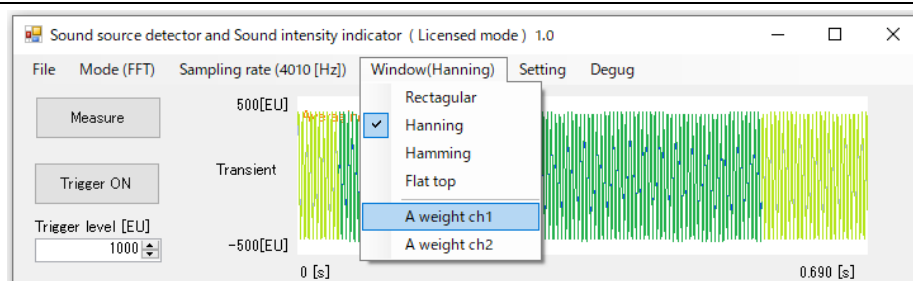 Sound source detector and Sound intensity indicator ( Licensed mode ) 1.0
File Mode (FFT) Sampling rate (4010 [Hz]) Window(Hanning) Setting Degug
Rectagular
Hanning
Hamming
Flat top
A weight ch1
A weight ch2
Measure
Trigger ON
Trigger level [EU]
1000
500[EU]
Transient
-500[EU]
0 [s]
0.690 [s]